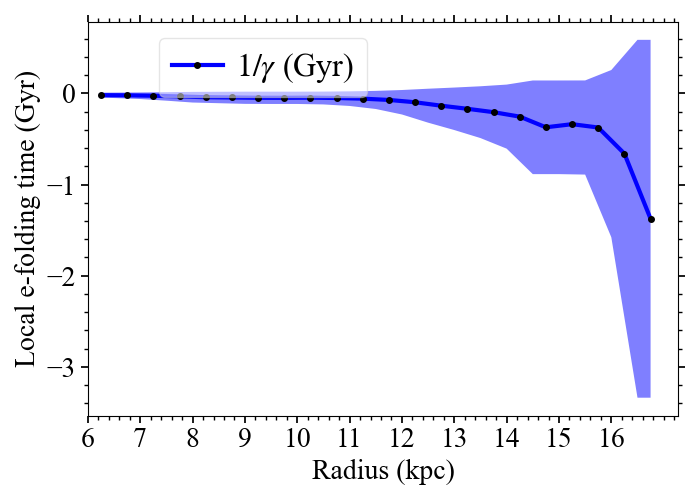 1/γ (Gyr)
Local e-folding time (Gyr)
0
−1
−2
−3
6 7 8 9 10 11 12 13 14 15 16
Radius (kpc)